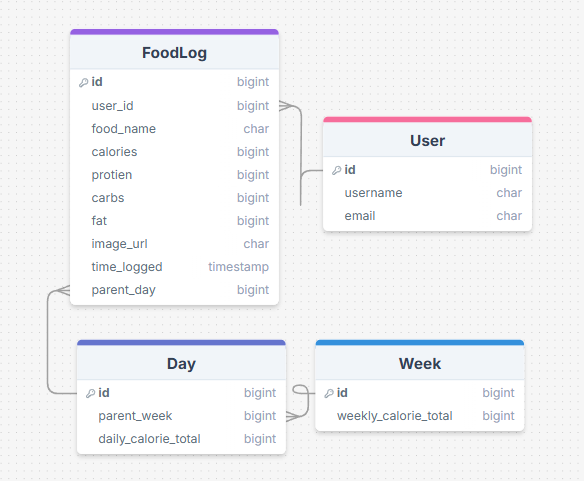 FoodLog
id bigint
user_id bigint
food_name char
calories bigint
protien bigint
carbs bigint
fat bigint
image_url char
time_logged timestamp
parent_day bigint
User
id bigint
username char
email char
Day
id bigint
parent_week bigint
daily_calorie_total bigint
Week
id bigint
weekly_calorie_total bigint